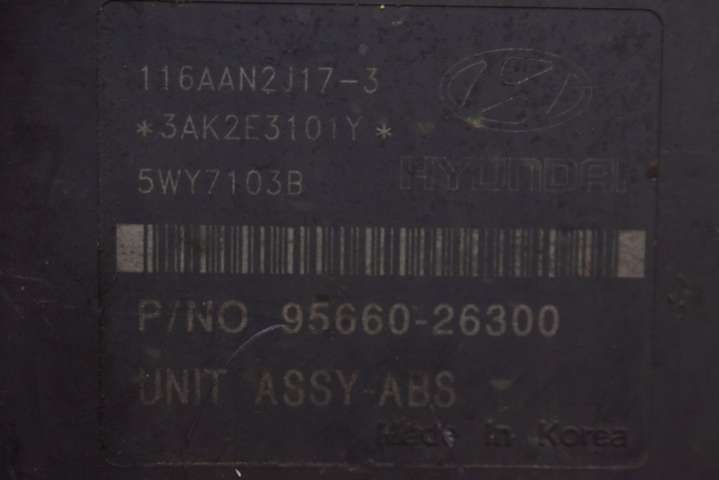 116AAN2J17-3
*3AK2E3101Y*
5WY7103B
HYUNDAI
P/NO 95660-26300
UNIT ASSY-ABS
Made in Korea